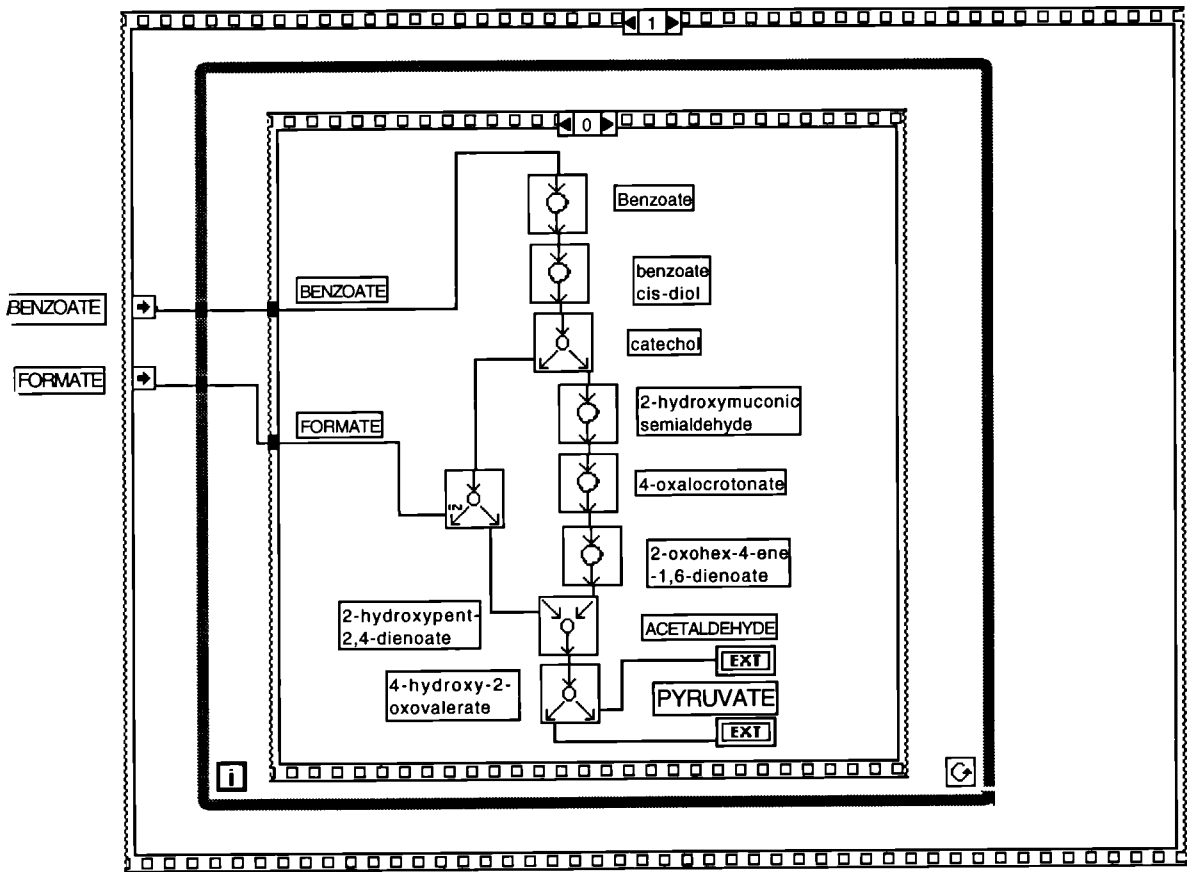 1
0
Benzoate
benzoate
cis-diol
BENZOATE
BENZOATE
catechol
FORMATE
2-hydroxymuconic
semialdehyde
FORMATE
4-oxalocrotonate
IN
2-oxohex-4-ene
-1,6-dienoate
2-hydroxypent-
2,4-dienoate
ACETALDEHYDE
EXT
4-hydroxy-2-
oxovalerate
PYRUVATE
EXT
i